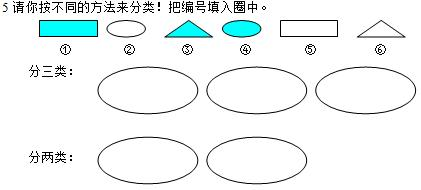 5 请你按不同的方法来分类！把编号填入圈中。
① ② ③ ④ ⑤ ⑥
分三类：
分两类：